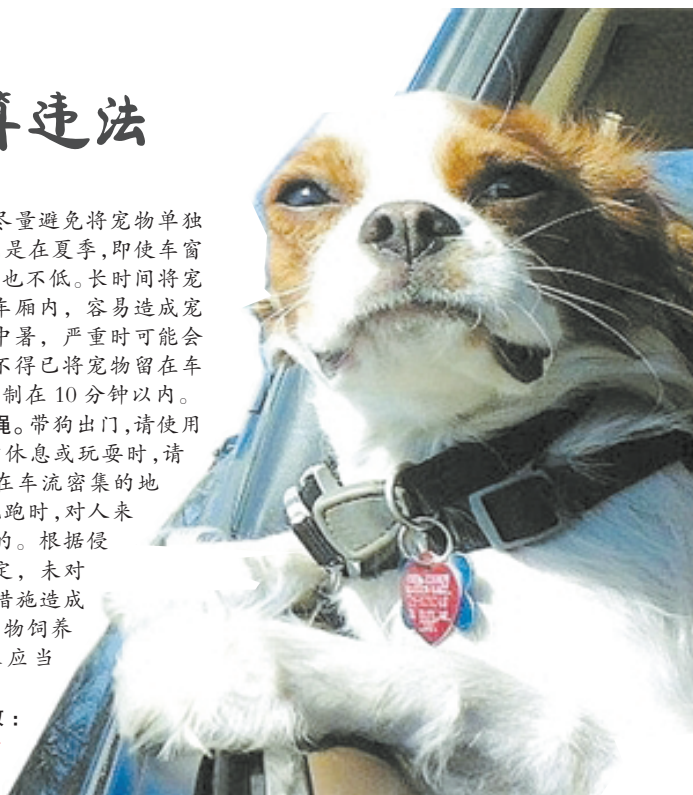 违法
尽量避免将宠物单独
是在夏季,即使车窗
也不低。长时间将宠
车厢内，容易造成宠
中暑，严重时可能会
不得已将宠物留在车
制在 10 分钟以内。
绳。带狗出门,请使用
休息或玩耍时,请
在车流密集的地
跑时,对人来
的。根据侵
定，未对
措施造成
物饲养
应当
：